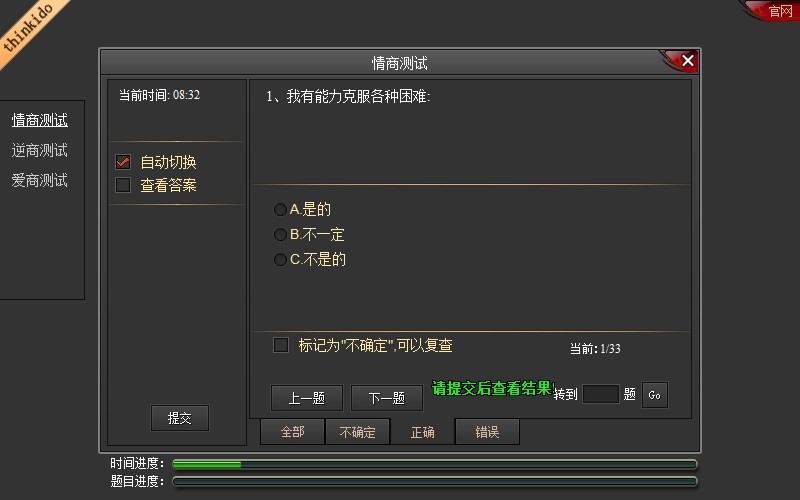 thinkido
官网
情商测试
情商测试
逆商测试
爱商测试
当前时间: 08:32
自动切换
查看答案
提交
1、我有能力克服各种困难:
A.是的
B.不一定
C.不是的
标记为"不确定",可以复查
当前:1/33
上一题
下一题
请提交后查看结果!
转到
题
Go
全部
不确定
正确
错误
时间进度：
题目进度：